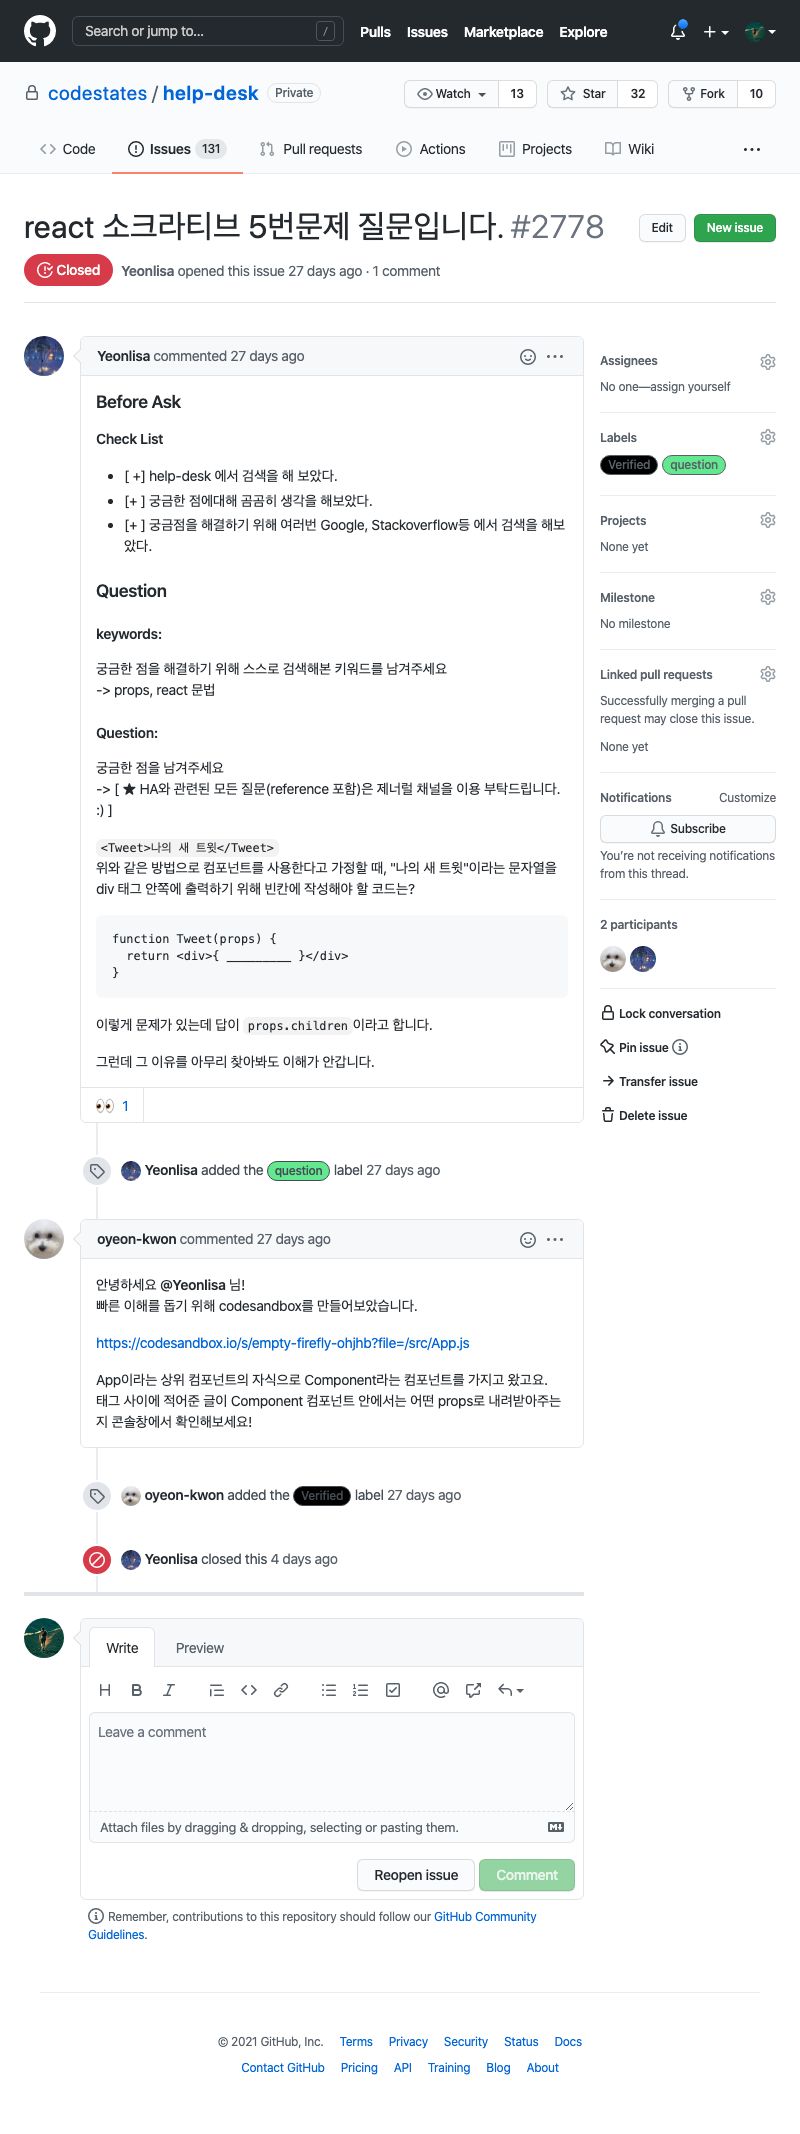 Search or jump to... /
Pulls Issues Marketplace Explore
codestates / help-desk Private
Watch 13 Star 32 Fork 10
Code Issues 131 Pull requests Actions Projects Wiki
react 소크라티브 5번문제 질문입니다. #2778
Edit New issue
Closed Yeonlisa opened this issue 27 days ago · 1 comment
Yeonlisa commented 27 days ago
Before Ask
Check List
[ +] help-desk 에서 검색을 해 보았다.
[+ ] 궁금한 점에대해 곰곰히 생각을 해보았다.
[+ ] 궁금점을 해결하기 위해 여러번 Google, Stackoverflow등 에서 검색을 해보
았다.
Question
keywords:
궁금한 점을 해결하기 위해 스스로 검색해본 키워드를 남겨주세요
-> props, react 문법
Question:
궁금한 점을 남겨주세요
-> [ ★ HA와 관련된 모든 질문(reference 포함)은 제너럴 채널을 이용 부탁드립니다.
:) ]
<Tweet>나의 새 트윗</Tweet>
위와 같은 방법으로 컴포넌트를 사용한다고 가정할 때, "나의 새 트윗"이라는 문자열을
div 태그 안쪽에 출력하기 위해 빈칸에 작성해야 할 코드는?
function Tweet(props) {
return <div>{ _________ }</div>
}
이렇게 문제가 있는데 답이 props.children 이라고 합니다.
그런데 그 이유를 아무리 찾아봐도 이해가 안갑니다.
👀 1
Yeonlisa added the question label 27 days ago
oyeon-kwon commented 27 days ago
안녕하세요 @Yeonlisa 님!
빠른 이해를 돕기 위해 codesandbox를 만들어보았습니다.
https://codesandbox.io/s/empty-firefly-ohjhb?file=/src/App.js
App이라는 상위 컴포넌트의 자식으로 Component라는 컴포넌트를 가지고 왔고요.
태그 사이에 적어준 글이 Component 컴포넌트 안에서는 어떤 props로 내려받아주는
지 콘솔창에서 확인해보세요!
oyeon-kwon added the Verified label 27 days ago
Yeonlisa closed this 4 days ago
Write Preview
H B I
Leave a comment
Attach files by dragging & dropping, selecting or pasting them.
Reopen issue Comment
Remember, contributions to this repository should follow our GitHub Community
Guidelines.
Assignees
No one—assign yourself
Labels
Verified question
Projects
None yet
Milestone
No milestone
Linked pull requests
Successfully merging a pull
request may close this issue.
None yet
Notifications Customize
Subscribe
You're not receiving notifications
from this thread.
2 participants
Lock conversation
Pin issue
Transfer issue
Delete issue
© 2021 GitHub, Inc. Terms Privacy Security Status Docs
Contact GitHub Pricing API Training Blog About